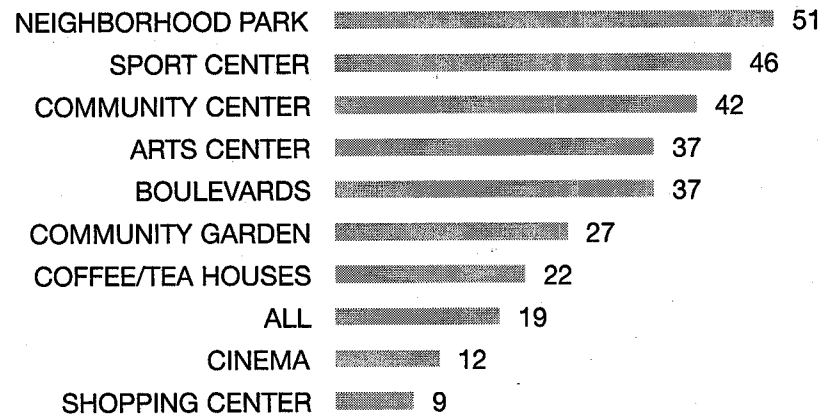 NEIGHBORHOOD PARK 51
SPORT CENTER 46
COMMUNITY CENTER 42
ARTS CENTER 37
BOULEVARDS 37
COMMUNITY GARDEN 27
COFFEE/TEA HOUSES 22
ALL 19
CINEMA 12
SHOPPING CENTER 9